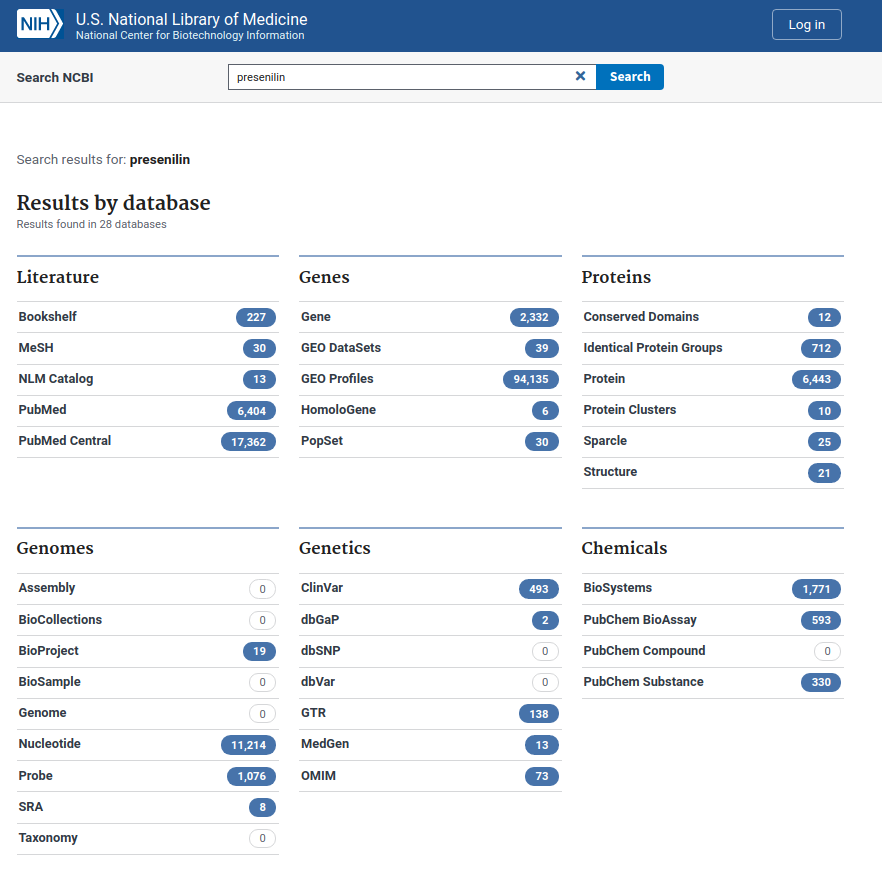 NIH
U.S. National Library of Medicine
National Center for Biotechnology Information
Log in
Search NCBI
presenilin
Search
Search results for: presenilin
Results by database
Results found in 28 databases
Literature
Bookshelf 227
MeSH 30
NLM Catalog 13
PubMed 6,404
PubMed Central 17,362
Genes
Gene 2,332
GEO DataSets 39
GEO Profiles 94,135
HomoloGene 6
PopSet 30
Proteins
Conserved Domains 12
Identical Protein Groups 712
Protein 6,443
Protein Clusters 10
Sparcle 25
Structure 21
Genomes
Assembly 0
BioCollections 0
BioProject 19
BioSample 0
Genome 0
Nucleotide 11,214
Probe 1,076
SRA 8
Taxonomy 0
Genetics
ClinVar 493
dbGaP 2
dbSNP 0
dbVar 0
GTR 138
MedGen 13
OMIM 73
Chemicals
BioSystems 1,771
PubChem BioAssay 593
PubChem Compound 0
PubChem Substance 330